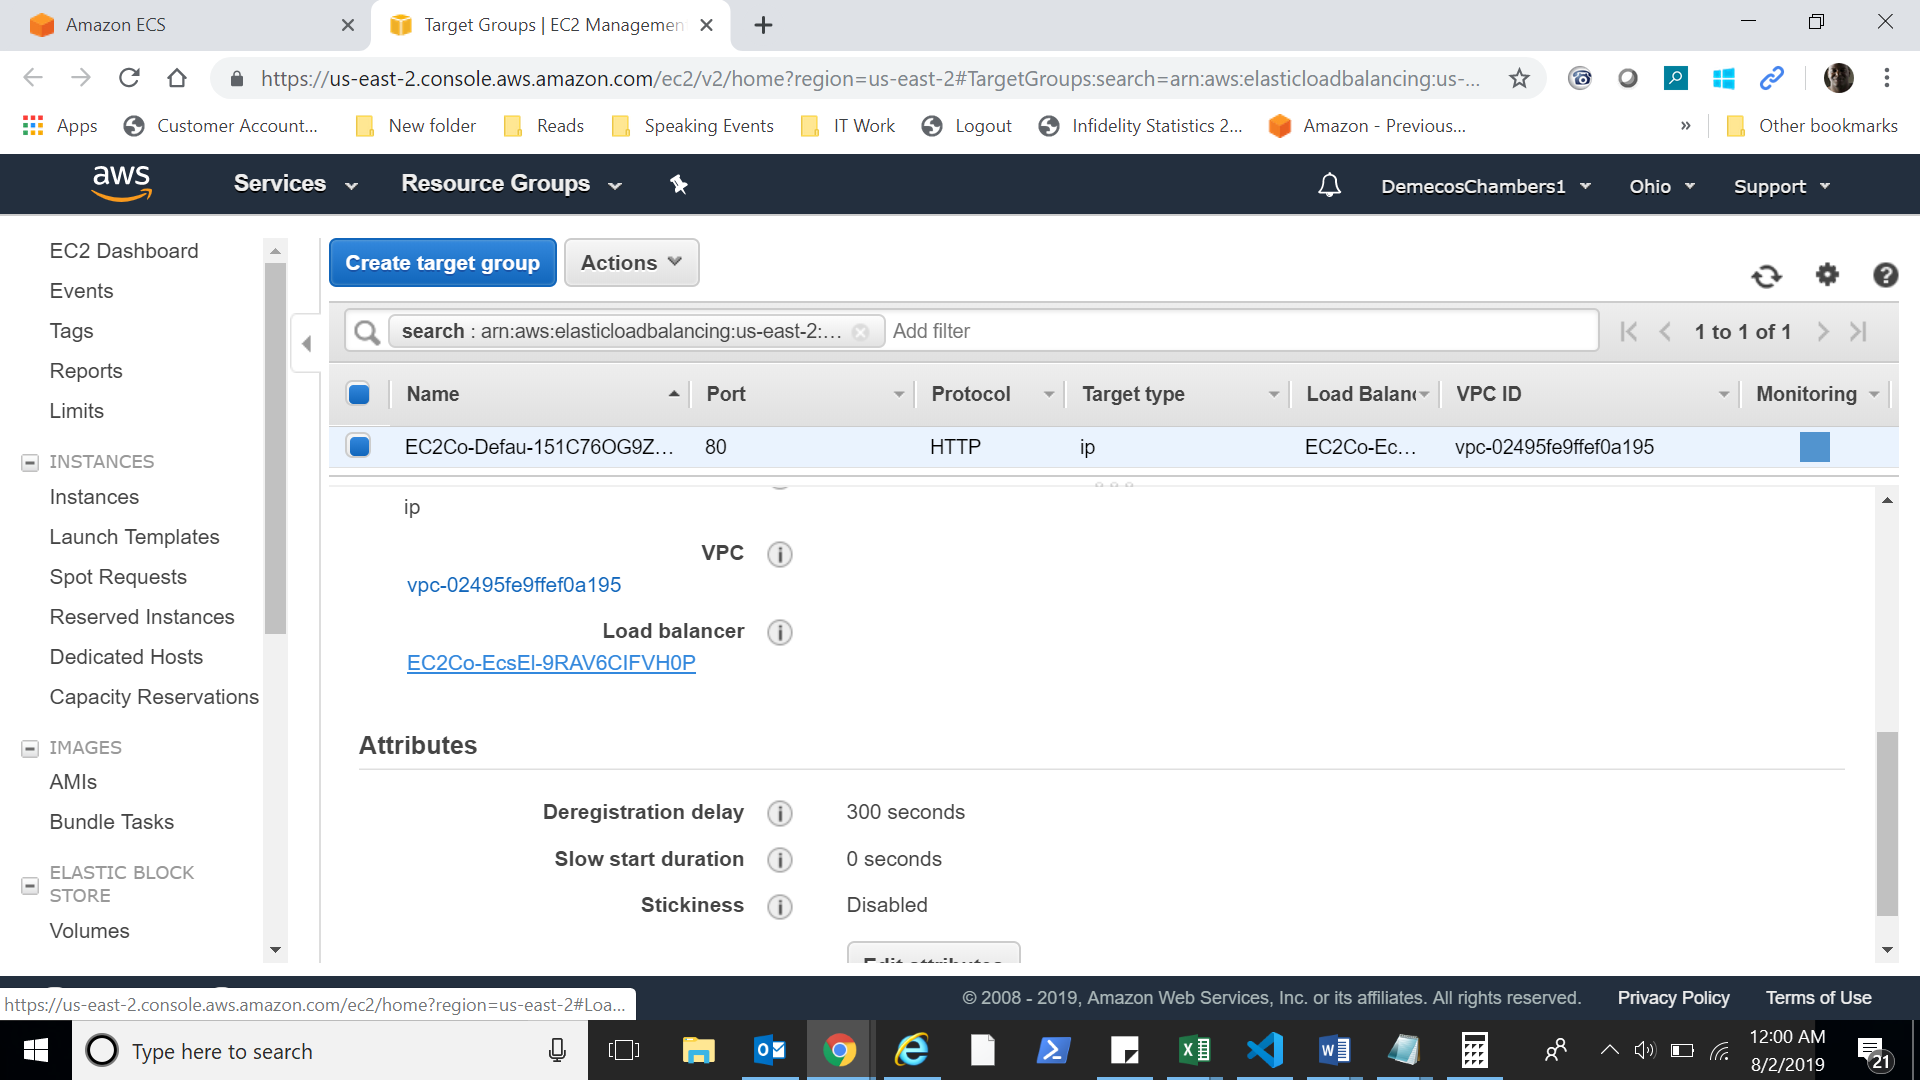 Amazon ECS
Target Groups | EC2 Managemen
https://us-east-2.console.aws.amazon.com/ec2/v2/home?region=us-east-2#TargetGroups:search=arn:aws:elasticloadbalancing:us-...
Apps
Customer Account...
New folder
Reads
Speaking Events
IT Work
Logout
Infidelity Statistics 2...
Amazon - Previous...
»
Other bookmarks
aws
Services
Resource Groups
DemecosChambers1
Ohio
Support
EC2 Dashboard
Events
Tags
Reports
Limits
INSTANCES
Instances
Launch Templates
Spot Requests
Reserved Instances
Dedicated Hosts
Capacity Reservations
IMAGES
AMIs
Bundle Tasks
ELASTIC BLOCK
STORE
Volumes
Create target group
Actions
search : arn:aws:elasticloadbalancing:us-east-2:...
Add filter
1 to 1 of 1
Name
Port
Protocol
Target type
Load Balanc
VPC ID
Monitoring
EC2Co-Defau-151C76OG9Z...
80
HTTP
ip
EC2Co-Ec...
vpc-02495fe9ffef0a195
ip
VPC
vpc-02495fe9ffef0a195
Load balancer
EC2Co-EcsEl-9RAV6CIFVH0P
Attributes
Deregistration delay
300 seconds
Slow start duration
0 seconds
Stickiness
Disabled
Edit attributes
https://us-east-2.console.aws.amazon.com/ec2/home?region=us-east-2#Loa...
© 2008 - 2019, Amazon Web Services, Inc. or its affiliates. All rights reserved.
Privacy Policy
Terms of Use
Type here to search
12:00 AM
8/2/2019
21